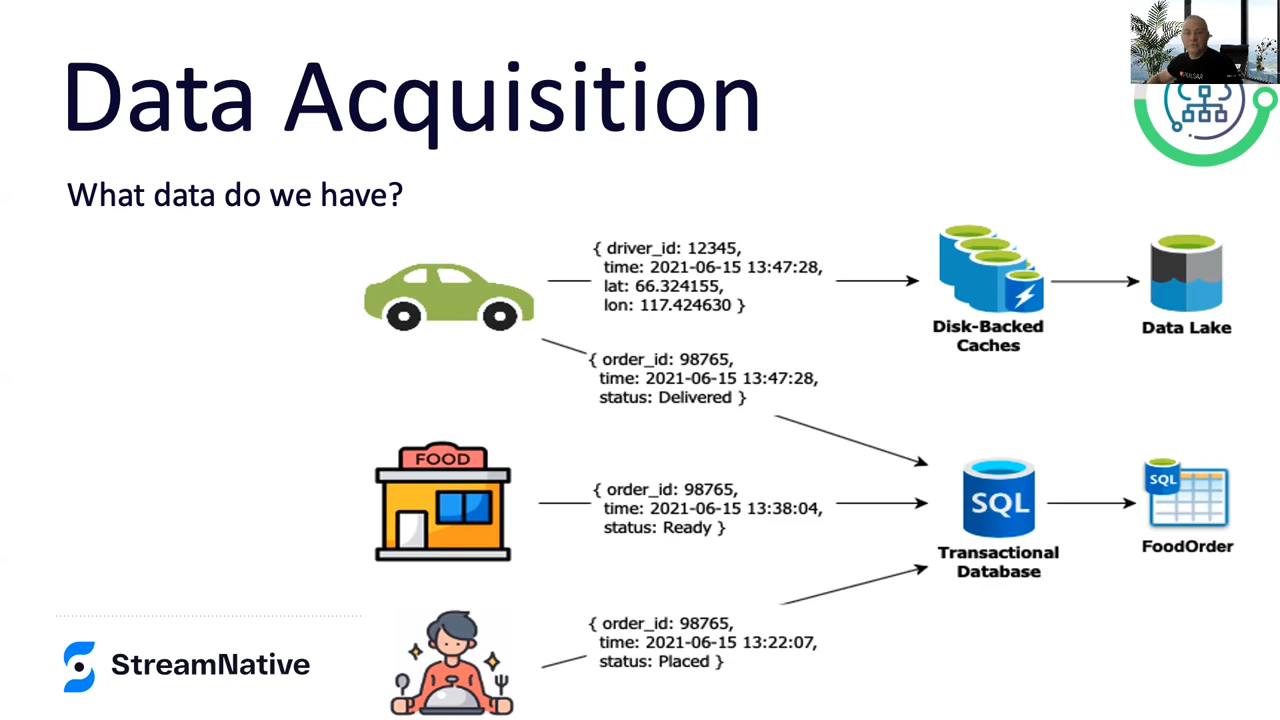 Data Acquisition
What data do we have?
{ driver_id: 12345,
time: 2021-06-15 13:47:28,
lat: 66.324155,
lon: 117.424630 }
Disk-Backed
Caches
Data Lake
{ order_id: 98765,
time: 2021-06-15 13:47:28,
status: Delivered }
FOOD
{ order_id: 98765,
time: 2021-06-15 13:38:04,
status: Ready }
SQL
Transactional
Database
SQL
FoodOrder
{ order_id: 98765,
time: 2021-06-15 13:22:07,
status: Placed }
StreamNative
PULSAR